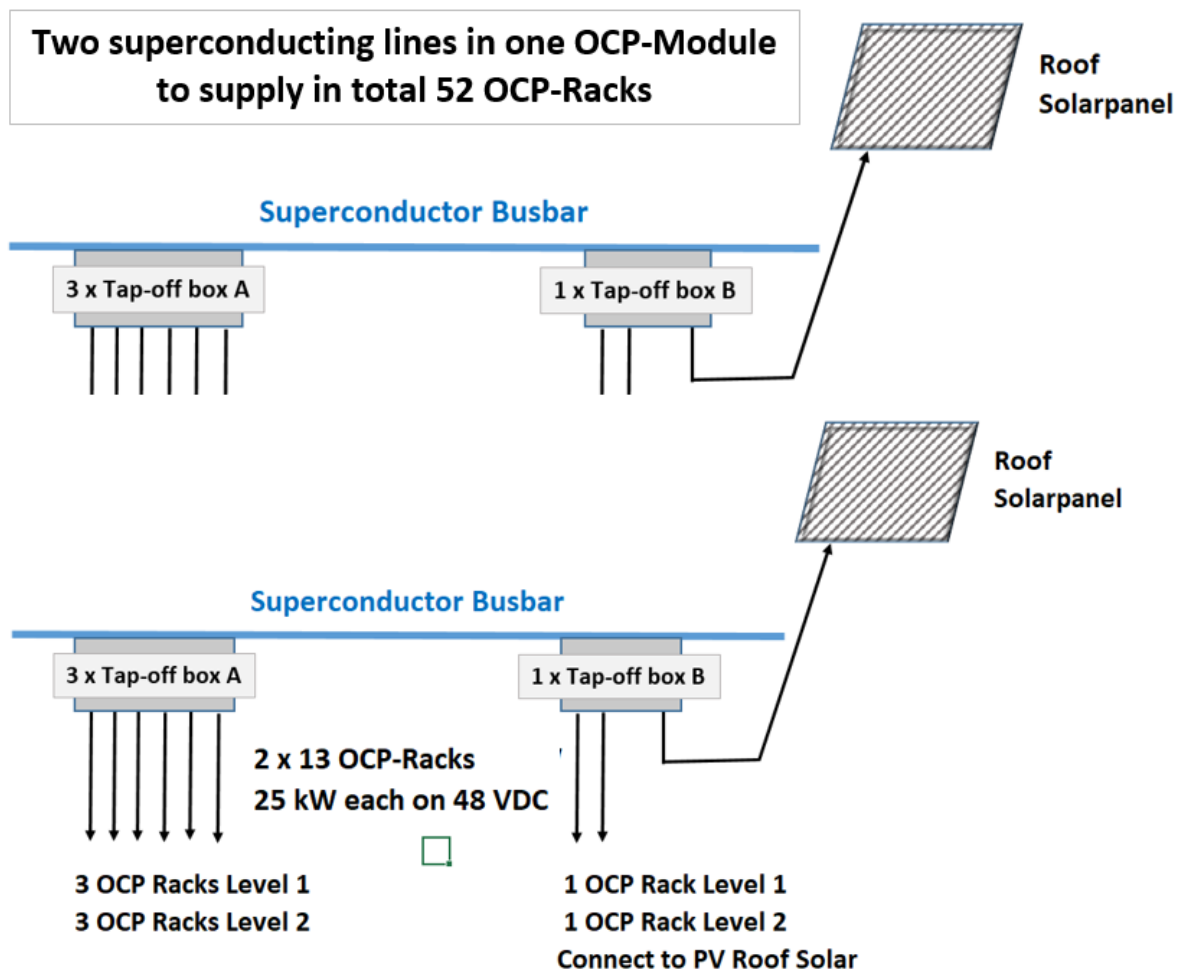 Two superconducting lines in one OCP-Module
to supply in total 52 OCP-Racks
Roof
Solarpanel
Superconductor Busbar
3 x Tap-off box A
1 x Tap-off box B
Roof
Solarpanel
Superconductor Busbar
3 x Tap-off box A
1 x Tap-off box B
2 x 13 OCP-Racks
25 kW each on 48 VDC
3 OCP Racks Level 1
3 OCP Racks Level 2
1 OCP Rack Level 1
1 OCP Rack Level 2
Connect to PV Roof Solar